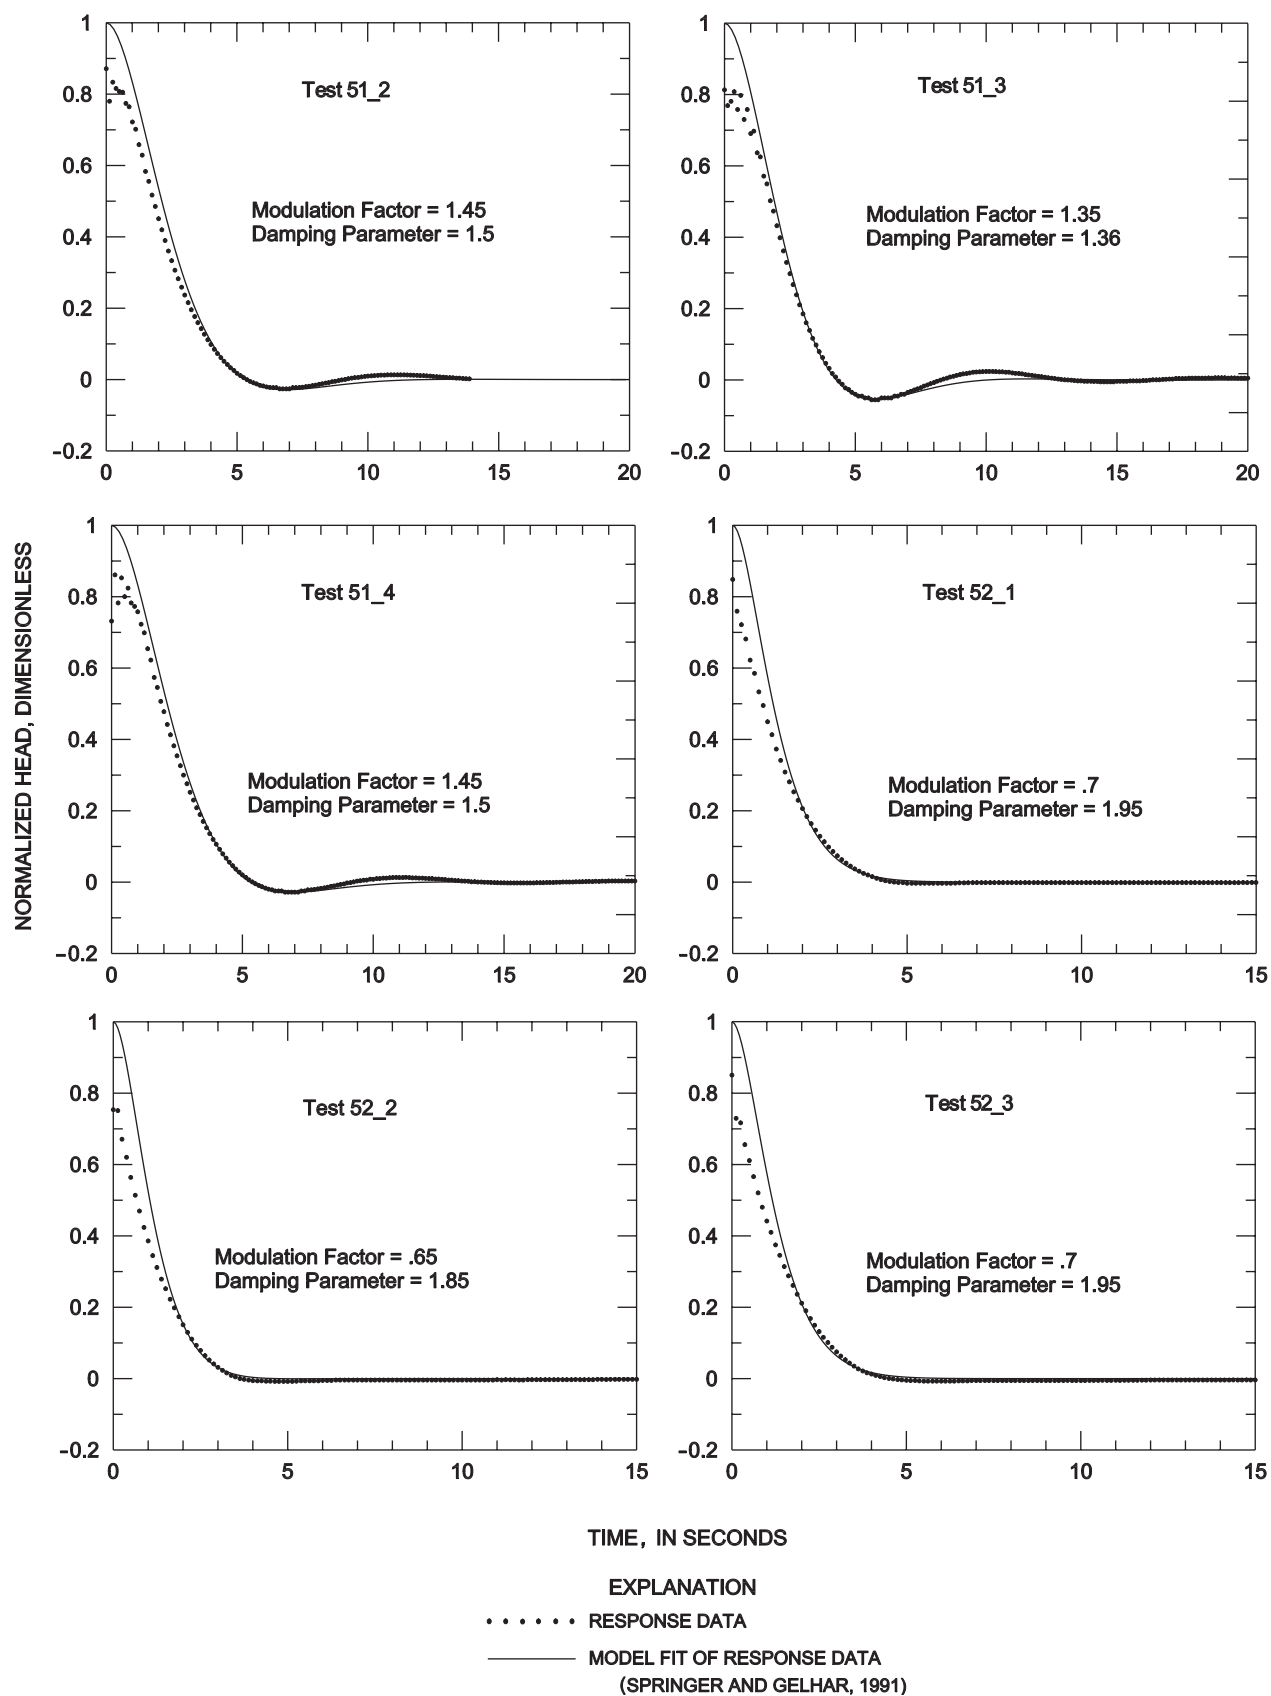 1
0.8
0.6
0.4
0.2
0
-0.2
0
5
10
15
20
Test 51_2
Modulation Factor = 1.45
Damping Parameter = 1.5
1
0.8
0.6
0.4
0.2
0
-0.2
0
5
10
15
20
Test 51_3
Modulation Factor = 1.35
Damping Parameter = 1.36
NORMALIZED HEAD, DIMENSIONLESS
1
0.8
0.6
0.4
0.2
0
-0.2
0
5
10
15
20
Test 51_4
Modulation Factor = 1.45
Damping Parameter = 1.5
1
0.8
0.6
0.4
0.2
0
-0.2
0
5
10
15
Test 52_1
Modulation Factor = .7
Damping Parameter = 1.95
1
0.8
0.6
0.4
0.2
0
-0.2
0
5
10
15
Test 52_2
Modulation Factor = .65
Damping Parameter = 1.85
1
0.8
0.6
0.4
0.2
0
-0.2
0
5
10
15
Test 52_3
Modulation Factor = .7
Damping Parameter = 1.95
TIME, IN SECONDS
EXPLANATION
RESPONSE DATA
MODEL FIT OF RESPONSE DATA
(SPRINGER AND GELHAR, 1991)